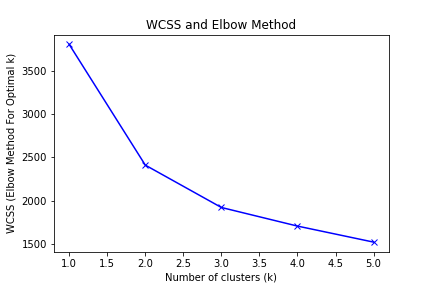 WCSS and Elbow Method
WCSS (Elbow Method For Optimal k)
3500
3000
2500
2000
1500
1.0 1.5 2.0 2.5 3.0 3.5 4.0 4.5 5.0
Number of clusters (k)